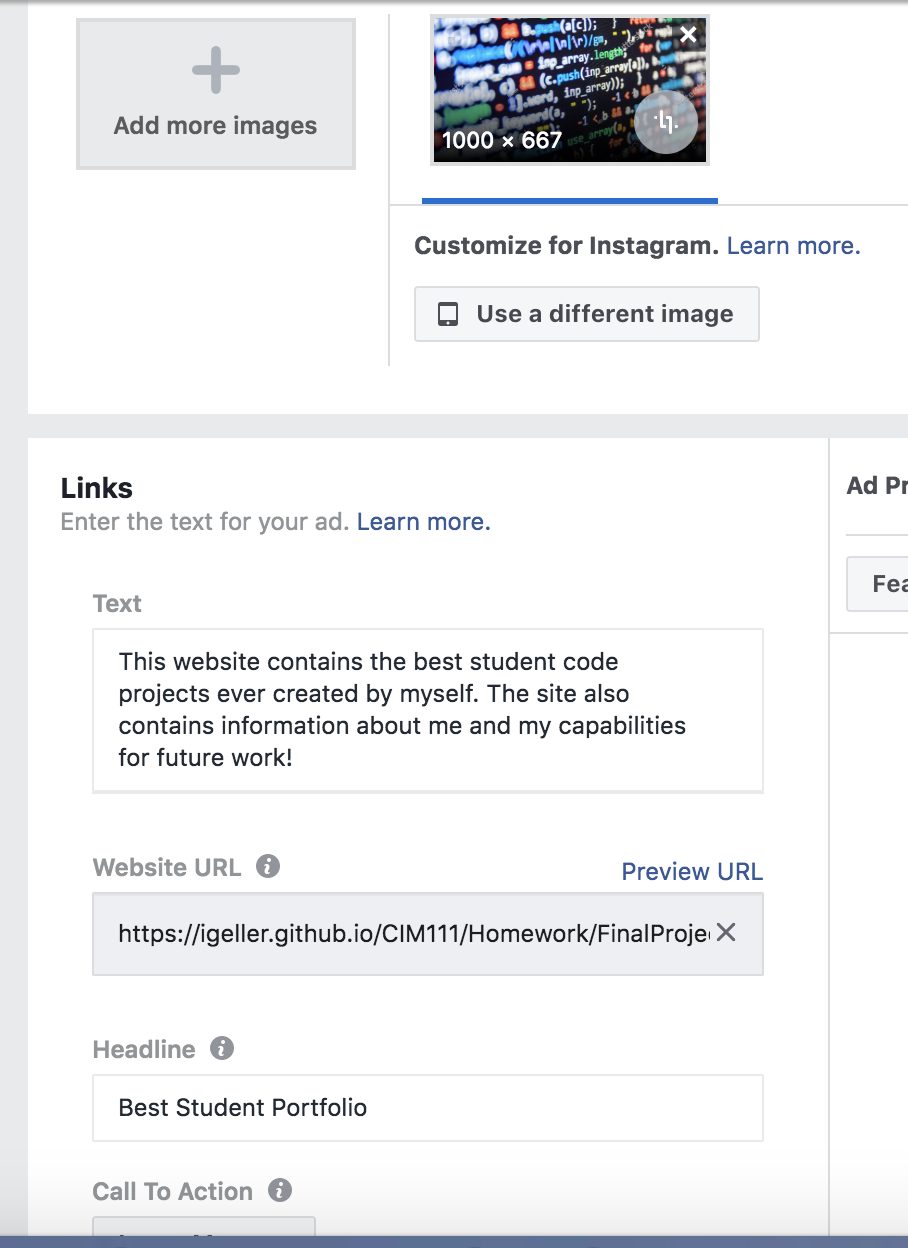 Add more images
1000 × 667
Customize for Instagram. Learn more.
Use a different image
Links
Enter the text for your ad. Learn more.
Ad Pr
Fea
Text
This website contains the best student code
projects ever created by myself. The site also
contains information about me and my capabilities
for future work!
Website URL
Preview URL
https://igeller.github.io/CIM111/Homework/FinalProje
Headline
Best Student Portfolio
Call To Action